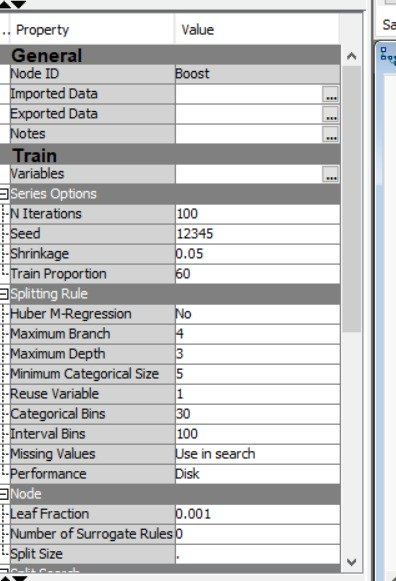 .. Property Value
General
Node ID Boost
Imported Data ...
Exported Data ...
Notes ...
Train
Variables ...
Series Options
N Iterations 100
Seed 12345
Shrinkage 0.05
Train Proportion 60
Splitting Rule
Huber M-Regression No
Maximum Branch 4
Maximum Depth 3
Minimum Categorical Size 5
Reuse Variable 1
Categorical Bins 30
Interval Bins 100
Missing Values Use in search
Performance Disk
Node
Leaf Fraction 0.001
Number of Surrogate Rules 0
Split Size .
Split Search
Sa